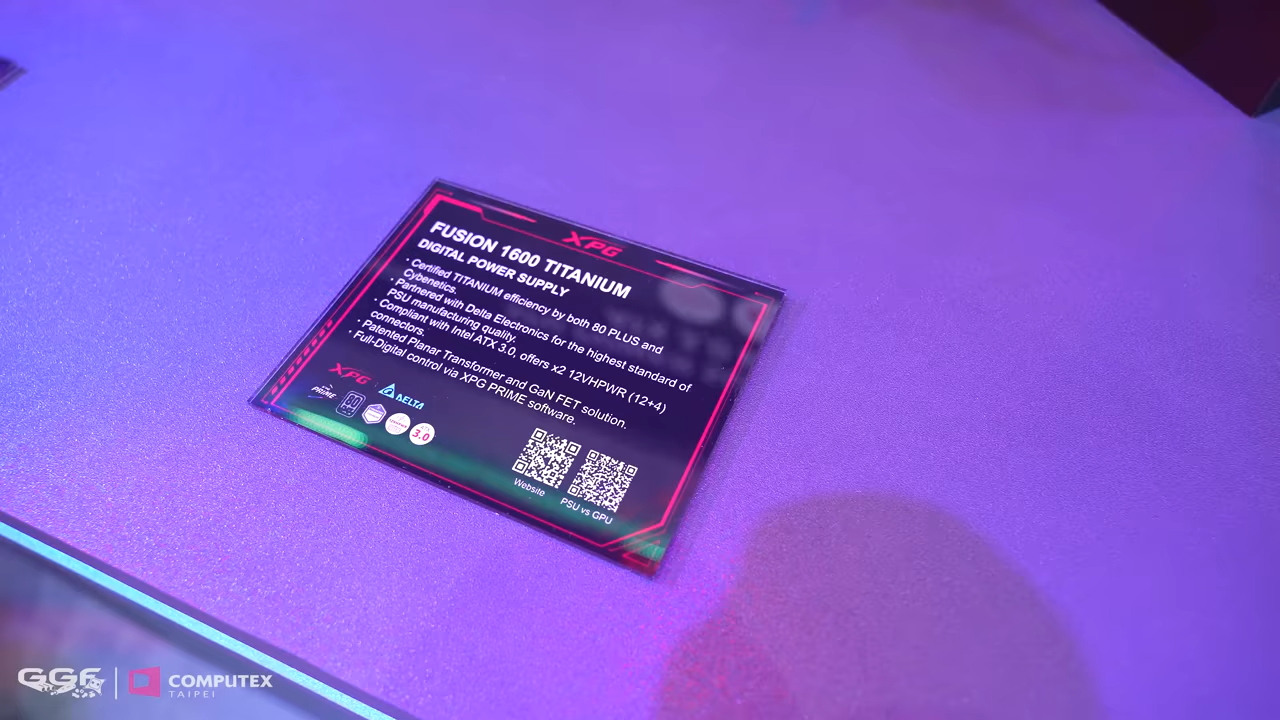 XPG
FUSION 1600 TITANIUM
DIGITAL POWER SUPPLY
· Certified TITANIUM efficiency by both 80 PLUS and
Cybenetics.
· Partnered with Delta Electronics for the highest standard of
PSU manufacturing quality.
· Compliant with Intel ATX 3.0, offers x2 12VHPWR (12+4)
connectors.
· Patented Planar Transformer and GaN FET solution.
· Full-Digital control via XPG PRIME software.
XPG
DELTA
PRIME
3.0
Website
PSU vs GPU
GGF
COMPUTEX
TAIPEI